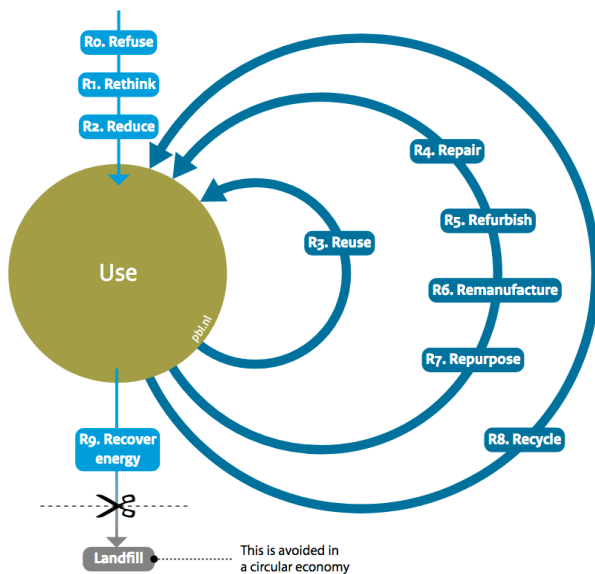 R0. Refuse
R1. Rethink
R2. Reduce
R4. Repair
R5. Refurbish
R3. Reuse
Use
R6. Remanufacture
pbl.nl
R7. Repurpose
R8. Recycle
R9. Recover
energy
Landfill
This is avoided in
a circular economy